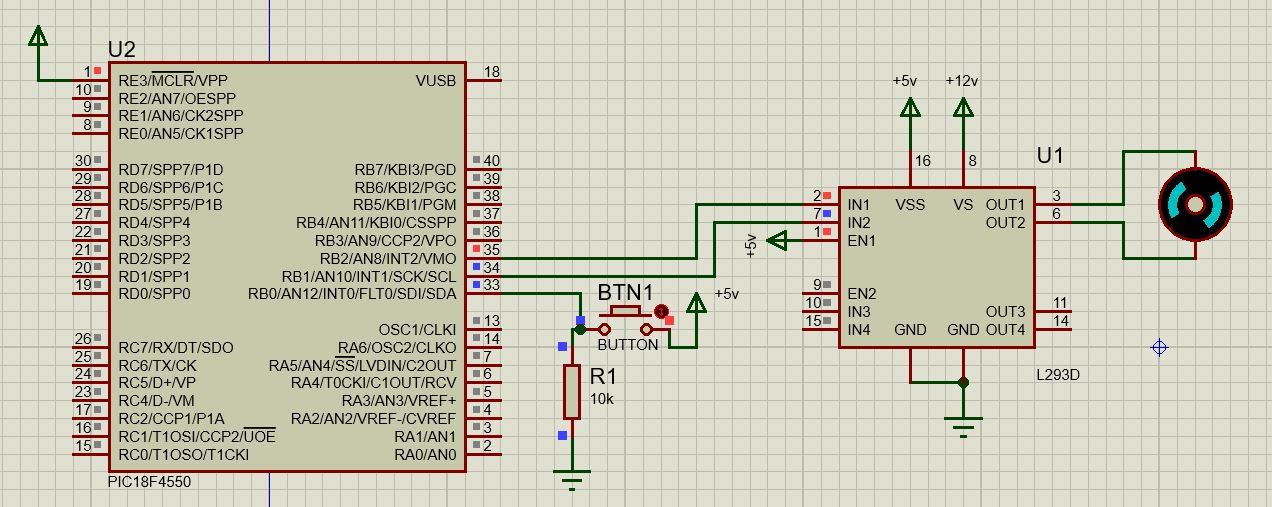 U2
1 RE3/MCLR/VPP
10 RE2/AN7/OESPP
9 RE1/AN6/CK2SPP
8 RE0/AN5/CK1SPP
30 RD7/SPP7/P1D
29 RD6/SPP6/P1C
28 RD5/SPP5/P1B
27 RD4/SPP4
22 RD3/SPP3
21 RD2/SPP2
20 RD1/SPP1
19 RD0/SPP0
26 RC7/RX/DT/SDO
25 RC6/TX/CK
24 RC5/D+/VP
23 RC4/D-/VM
17 RC2/CCP1/P1A
16 RC1/T1OSI/CCP2/UOE
15 RC0/T1OSO/T1CKI
VUSB 18
RB7/KBI3/PGD 40
RB6/KBI2/PGC 39
RB5/KBI1/PGM 38
RB4/AN11/KBI0/CSSPP 37
RB3/AN9/CCP2/VPO 36
RB2/AN8/INT2/VMO 35
RB1/AN10/INT1/SCK/SCL 34
RB0/AN12/INT0/FLT0/SDI/SDA 33
OSC1/CLKI 13
RA6/OSC2/CLKO 14
RA5/AN4/SS/LVDIN/C2OUT 7
RA4/T0CKI/C1OUT/RCV 6
RA3/AN3/VREF+ 5
RA2/AN2/VREF-/CVREF 4
RA1/AN1 3
RA0/AN0 2
PIC18F4550
BTN1
BUTTON
+5v
R1
10k
+5v +12v
16 8
U1
2 IN1 VSS VS OUT1 3
7 IN2 OUT2 6
+5v 1 EN1
9 EN2
10 IN3 OUT3 11
15 IN4 GND GND OUT4 14
L293D